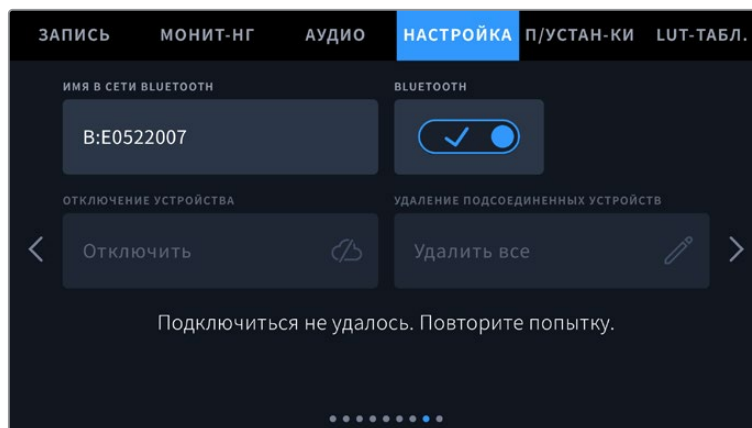 ЗАПИСЬ МОНИТ-НГ АУДИО НАСТРОЙКА П/УСТАН-КИ LUT-ТАБЛ.
ИМЯ В СЕТИ BLUETOOTH BLUETOOTH
B:E0522007
ОТКЛЮЧЕНИЕ УСТРОЙСТВА УДАЛЕНИЕ ПОДСОЕДИНЕННЫХ УСТРОЙСТВ
Отключить Удалить все
Подключиться не удалось. Повторите попытку.